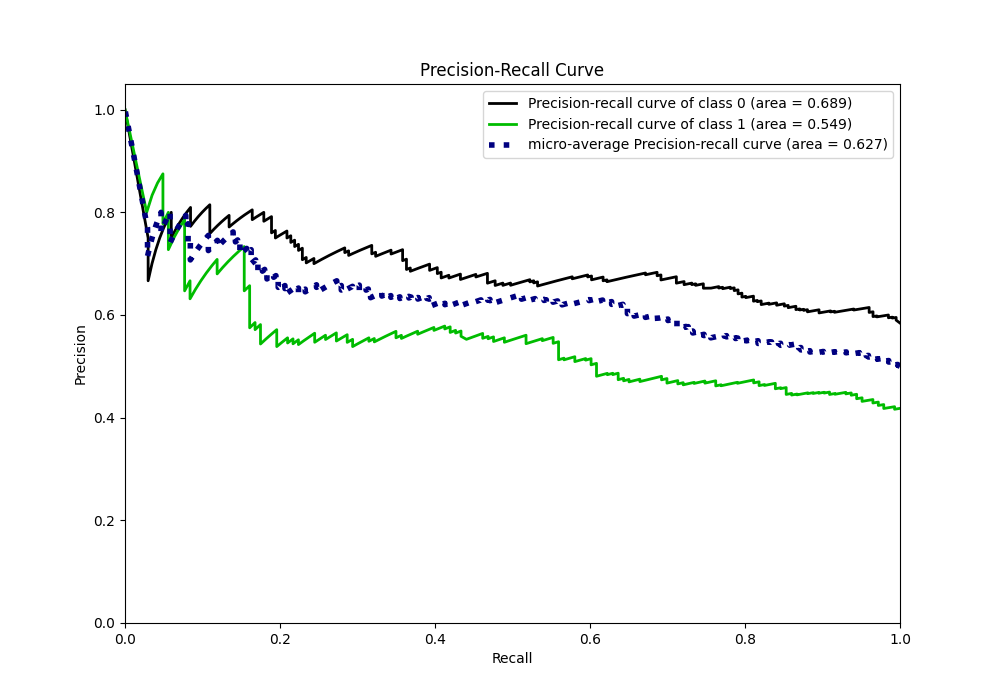 Precision-Recall Curve
Precision-recall curve of class 0 (area = 0.689)
Precision-recall curve of class 1 (area = 0.549)
micro-average Precision-recall curve (area = 0.627)
1.0
0.8
0.6
0.4
0.2
0.0
Precision
0.0 0.2 0.4 0.6 0.8 1.0
Recall